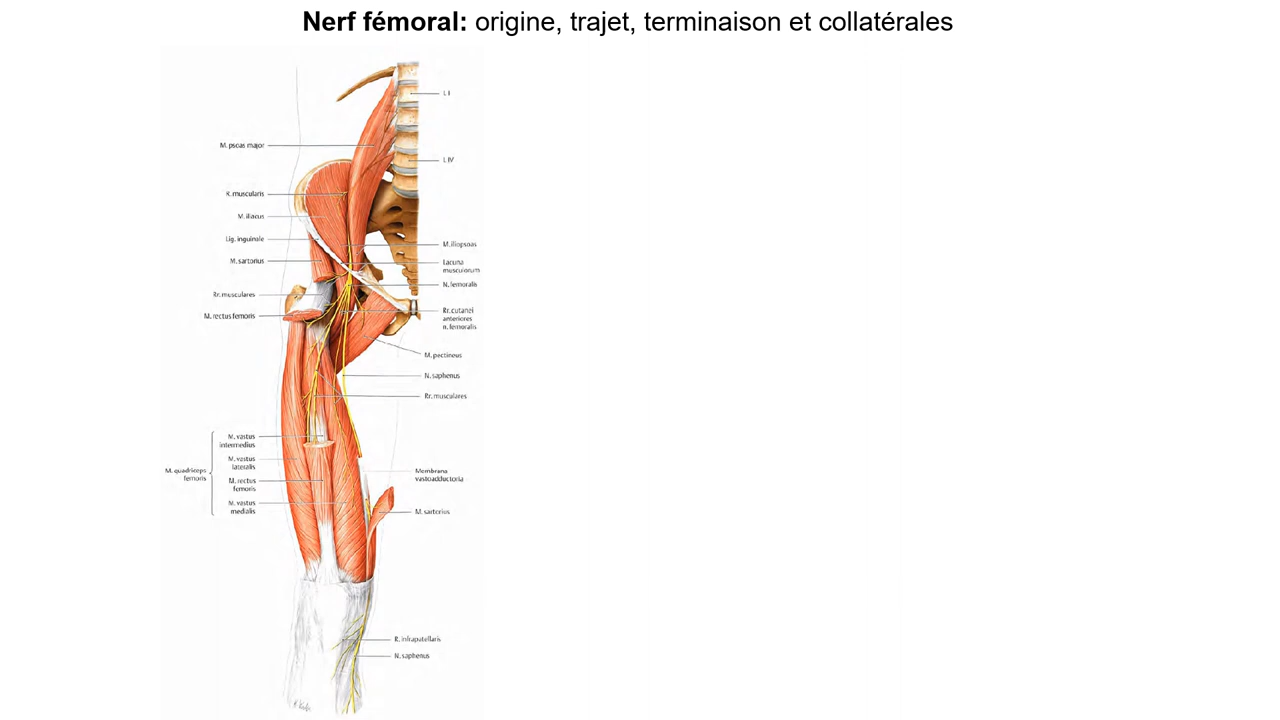 Nerf fémoral: origine, trajet, terminaison et collatérales
L I
M. psoas major
L IV
R. muscularis
M. iliacus
Lig. inguinale
M. sartorius
M. iliopsoas
Lacuna
musculorum
N. femoralis
Rr. musculares
M. rectus femoris
Rr. cutanei
anteriores
n. femoralis
M. pectineus
N. saphenus
Rr. musculares
M. quadriceps
femoris
M. vastus
intermedius
M. vastus
lateralis
M. rectus
femoris
M. vastus
medialis
Membrana
vastoadductoria
M. sartorius
R. infrapatellaris
N. saphenus